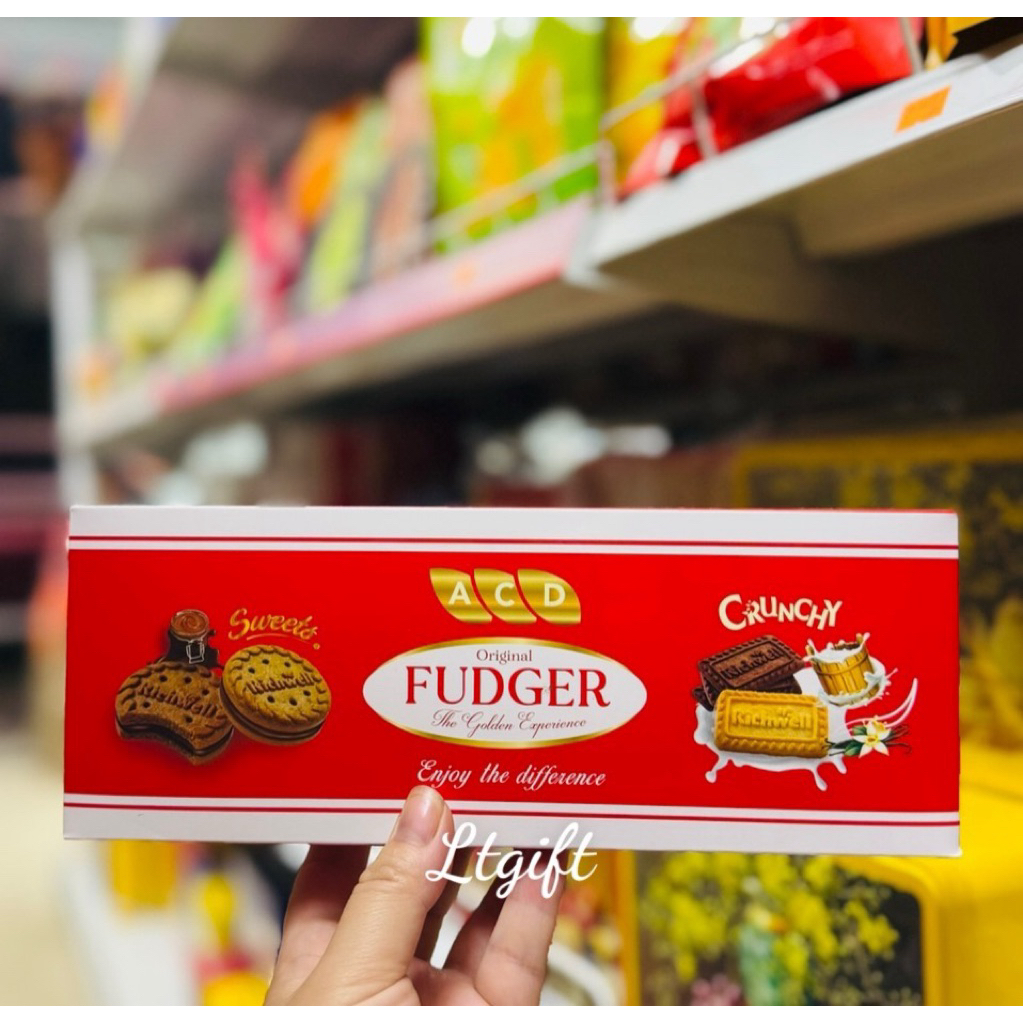 A C D
Original
FUDGER
The Golden Experience
Enjoy the difference
Sweets
RichWell
RichWell
CRUNCHY
RichWell
RichWell
Ltgift